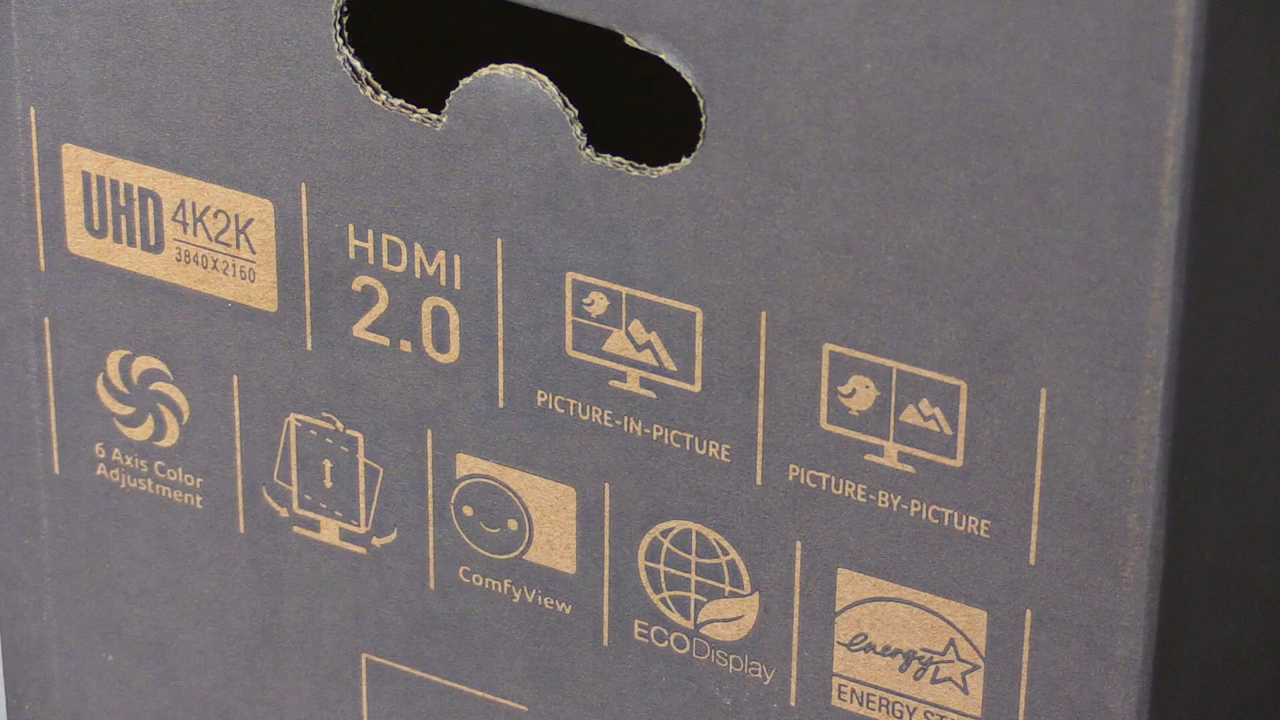 UHD 4K2K
3840X2160
HDMI
2.0
PICTURE-IN-PICTURE
PICTURE-BY-PICTURE
6 Axis Color
Adjustment
ComfyView
ECODisplay
energy
ENERGY